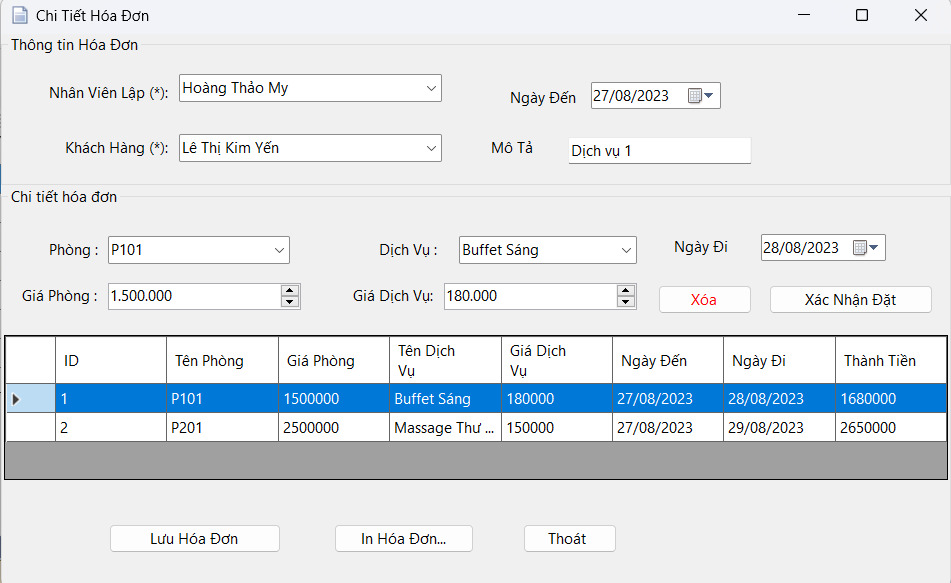 Chi Tiết Hóa Đơn
Thông tin Hóa Đơn
Nhân Viên Lập (*): Hoàng Thảo My Ngày Đến 27/08/2023
Khách Hàng (*): Lê Thị Kim Yến Mô Tả Dịch vụ 1
Chi tiết hóa đơn
Phòng : P101 Dịch Vụ : Buffet Sáng Ngày Đi 28/08/2023
Giá Phòng : 1.500.000 Giá Dịch Vụ: 180.000 Xóa Xác Nhận Đặt
ID Tên Phòng Giá Phòng Tên Dịch Vụ Giá Dịch Vụ Ngày Đến Ngày Đi Thành Tiền
1 P101 1500000 Buffet Sáng 180000 27/08/2023 28/08/2023 1680000
2 P201 2500000 Massage Thư ... 150000 27/08/2023 29/08/2023 2650000
Lưu Hóa Đơn In Hóa Đơn... Thoát